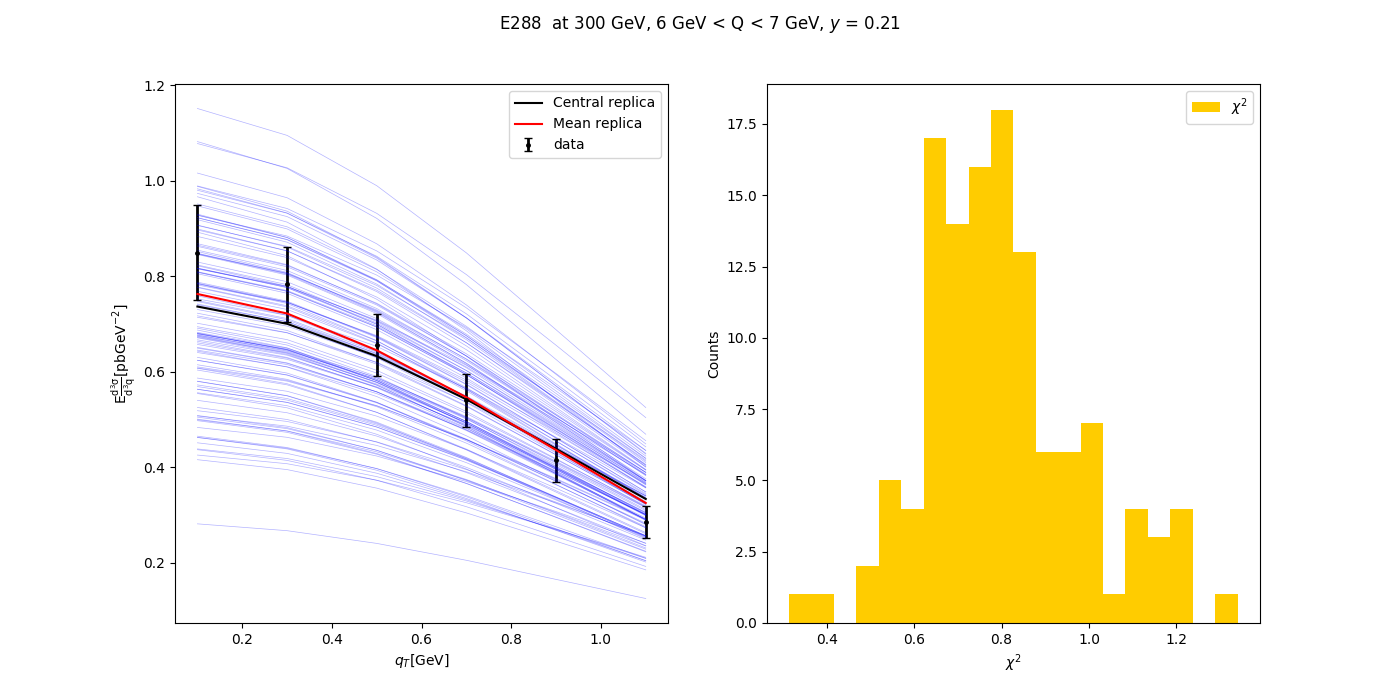 E288 at 300 GeV, 6 GeV < Q < 7 GeV, y = 0.21
1.2
1.0
0.8
0.6
0.4
0.2
E d³σ/d³q [pbGeV⁻²]
Central replica
Mean replica
data
0.2 0.4 0.6 0.8 1.0
q_T[GeV]
17.5
15.0
12.5
10.0
7.5
5.0
2.5
0.0
Counts
χ²
0.4 0.6 0.8 1.0 1.2
χ²